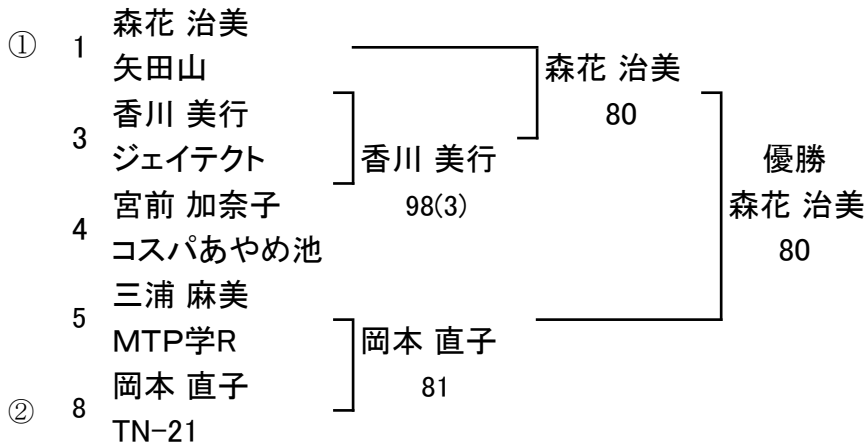 ① 1 森花 治美
矢田山
森花 治美
80
3 香川 美行
ジェイテクト
香川 美行
98(3)
4 宮前 加奈子
コスパあやめ池
優勝
森花 治美
80
5 三浦 麻美
MTP学R
岡本 直子
81
② 8 岡本 直子
TN-21